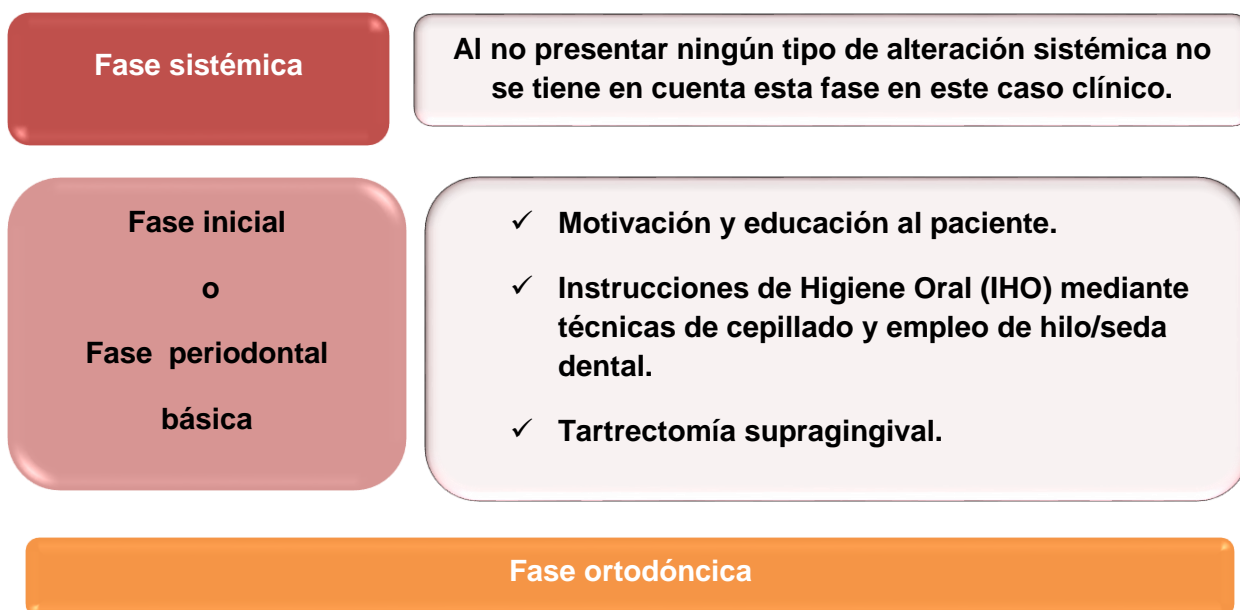 Fase sistémica
Al no presentar ningún tipo de alteración sistémica no
se tiene en cuenta esta fase en este caso clínico.
Fase inicial
o
Fase periodontal
básica
✓ Motivación y educación al paciente.
✓ Instrucciones de Higiene Oral (IHO) mediante
técnicas de cepillado y empleo de hilo/seda
dental.
✓ Tartrectomía supragingival.
Fase ortodóncica